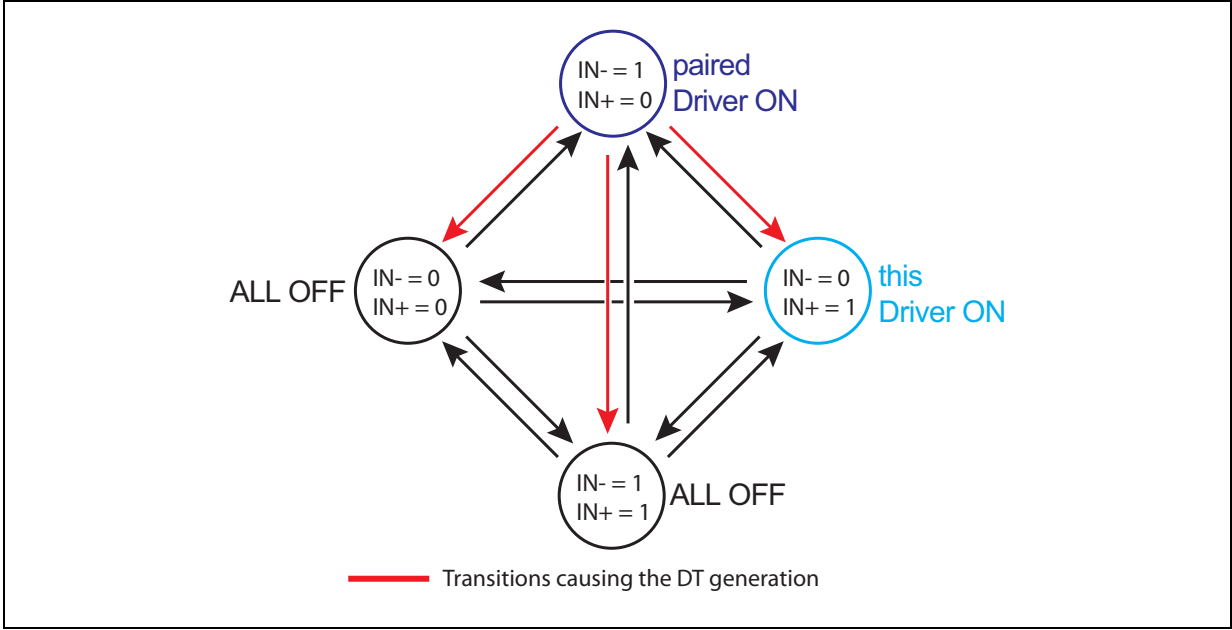 IN- = 1
IN+ = 0
paired
Driver ON
ALL OFF
IN- = 0
IN+ = 0
IN- = 0
IN+ = 1
this
Driver ON
IN- = 1
IN+ = 1
ALL OFF
Transitions causing the DT generation